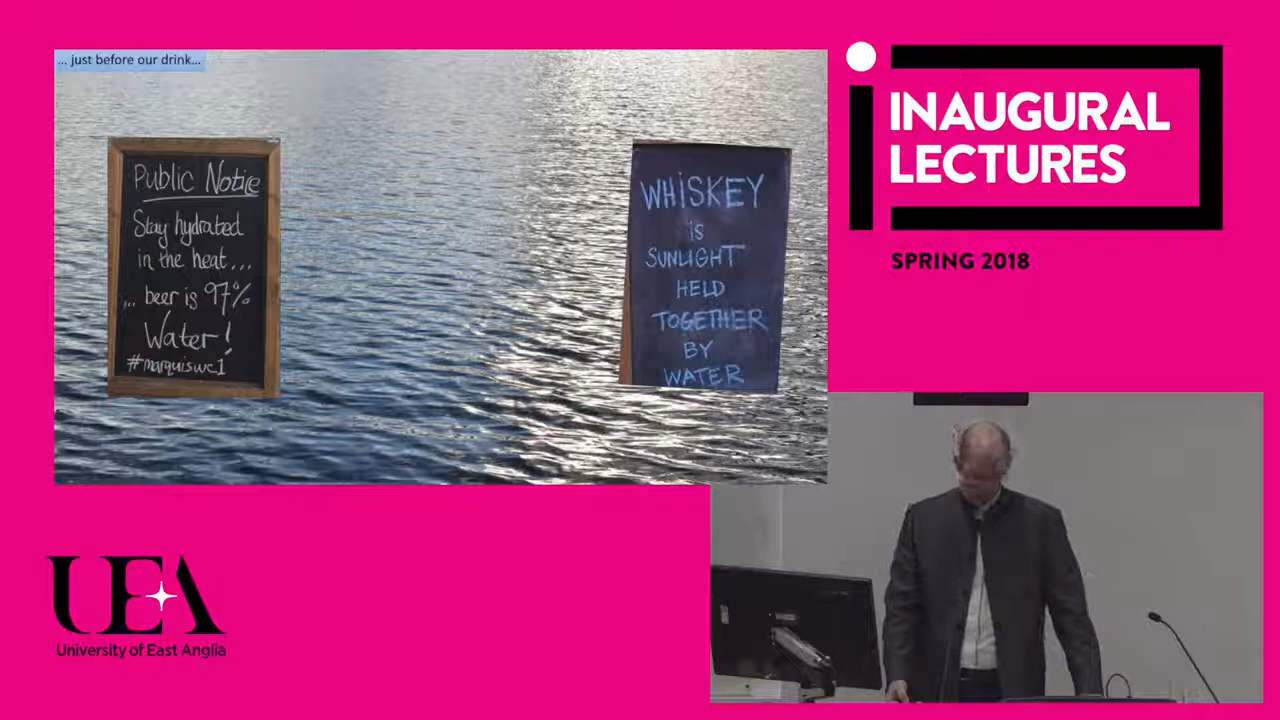 ... just before our drink...
Public Notice
Stay hydrated
in the heat...
... beer is 97%
Water!
#marquiswc1
WHiSKEY
iS
SUNLIGHT
HELD
TOGETHER
BY
WATER
INAUGURAL
LECTURES
SPRING 2018
UEA
University of East Anglia